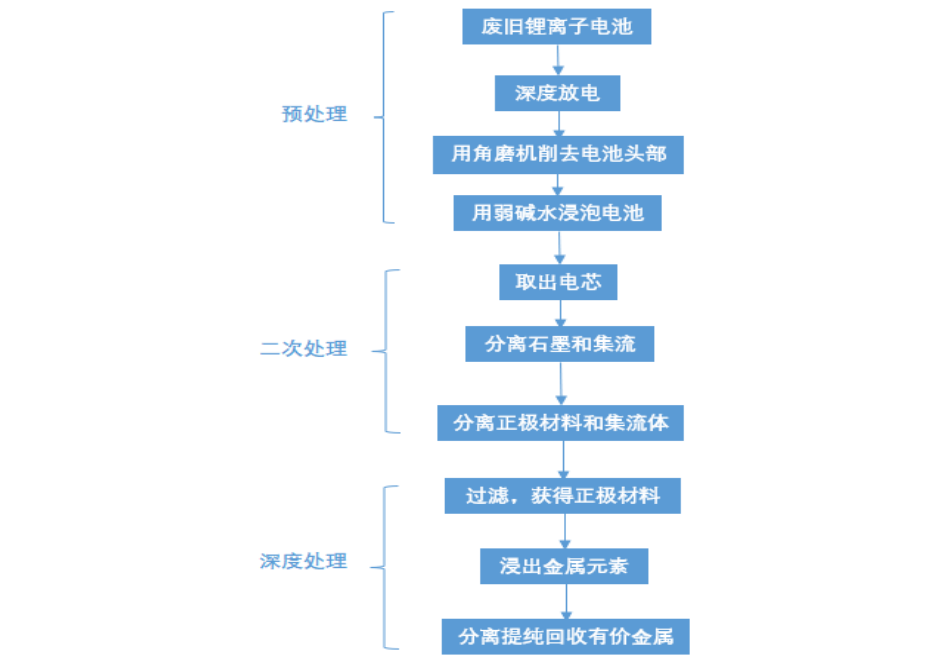 废旧锂离子电池
深度放电
预处理
用角磨机削去电池头部
用弱碱水浸泡电池
取出电芯
分离石墨和集流
二次处理
分离正极材料和集流体
过滤，获得正极材料
深度处理
浸出金属元素
分离提纯回收有价金属